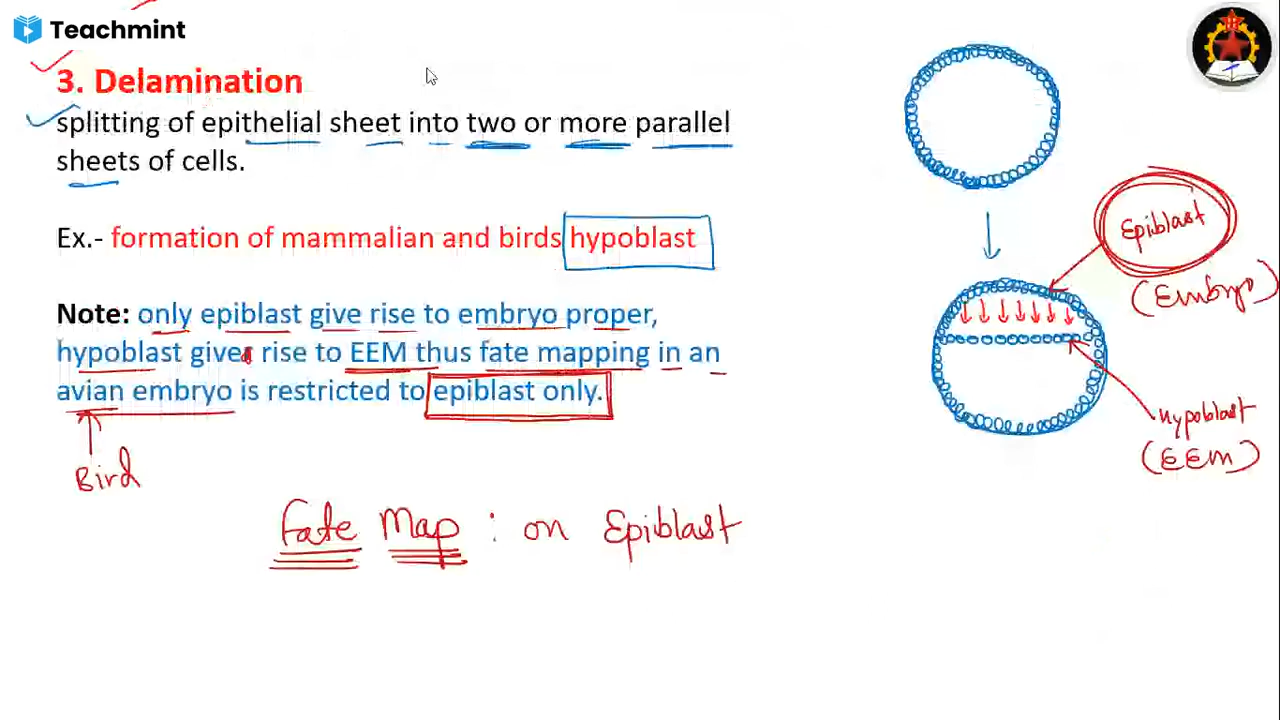 Teachmint
3. Delamination
splitting of epithelial sheet into two or more parallel
sheets of cells.
Ex.- formation of mammalian and birds hypoblast
Note: only epiblast give rise to embryo proper,
hypoblast give rise to EEM thus fate mapping in an
avian embryo is restricted to epiblast only.
Bird
Fate Map : on Epiblast
Epiblast
(Embryo)
Hypoblast
(EEM)